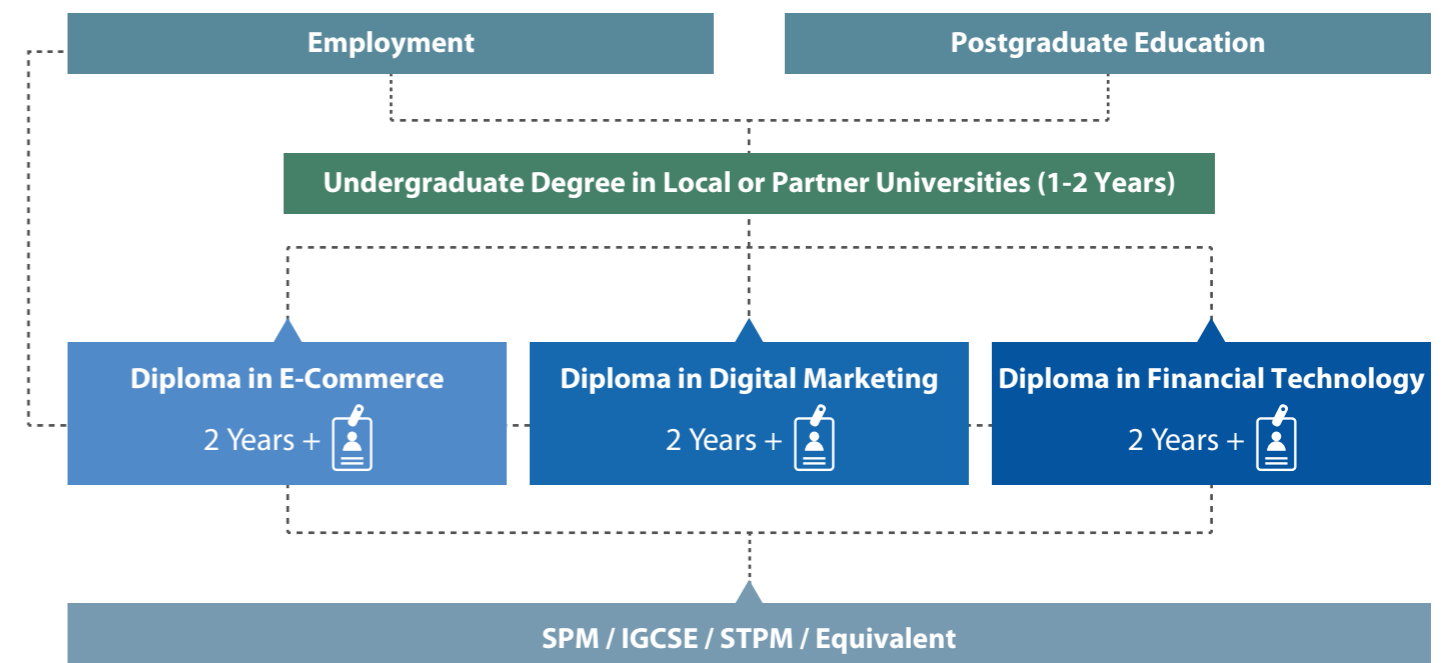 Employment
Postgraduate Education
Undergraduate Degree in Local or Partner Universities (1-2 Years)
Diploma in E-Commerce
2 Years +
Diploma in Digital Marketing
2 Years +
Diploma in Financial Technology
2 Years +
SPM / IGCSE / STPM / Equivalent